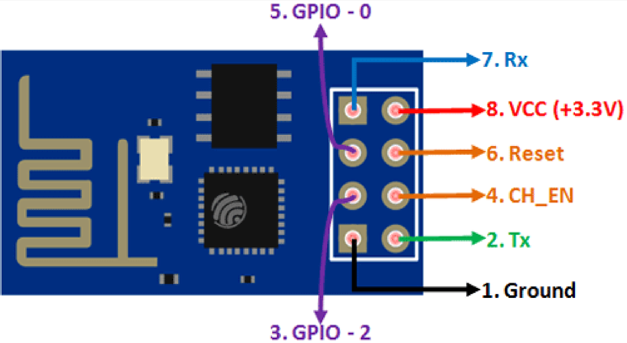 5. GPIO - 0
7. Rx
8. VCC (+3.3V)
6. Reset
4. CH_EN
2. Tx
1. Ground
3. GPIO - 2